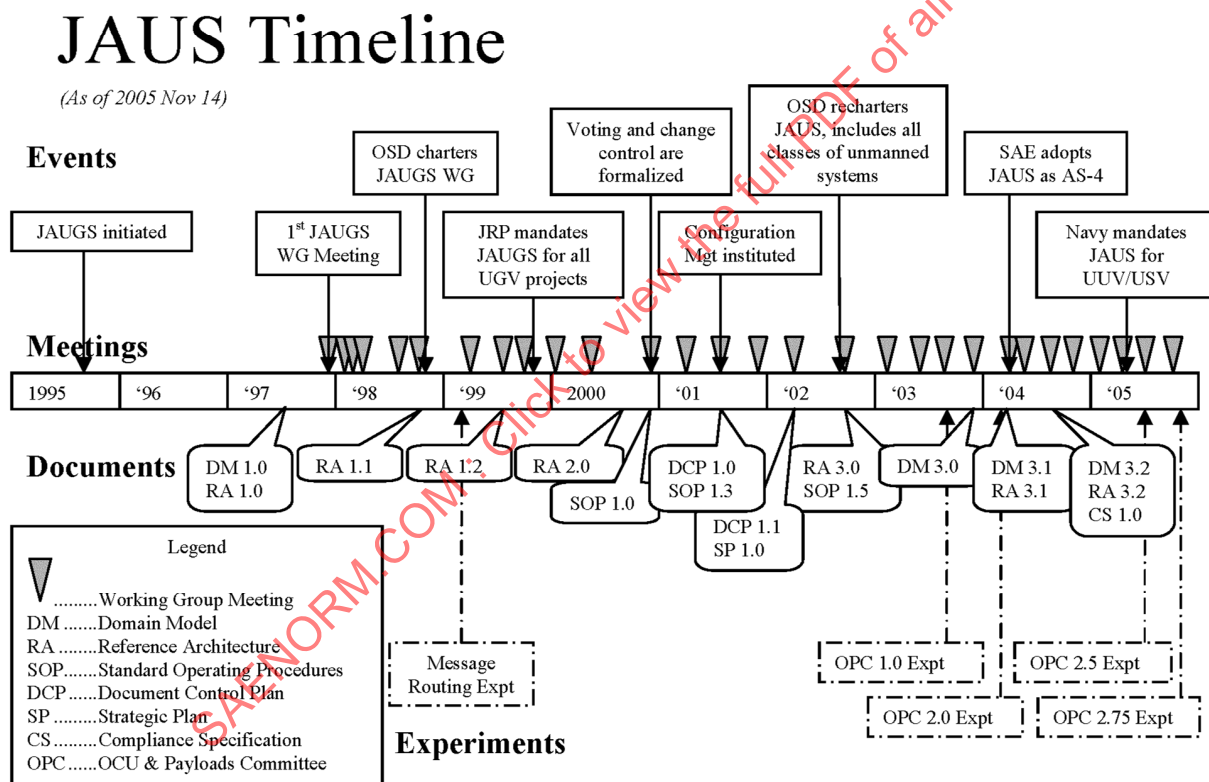 JAUS Timeline
(As of 2005 Nov 14)
Events
JAUGS initiated
1st JAUGS
WG Meeting
OSD charters
JAUGS WG
JRP mandates
JAUGS for all
UGV projects
Voting and change
control are
formalized
Configuration
Mgt instituted
OSD recharters
JAUS, includes all
classes of unmanned
systems
SAE adopts
JAUS as AS-4
Navy mandates
JAUS for
UUV/USV
Meetings
1995
‘96
‘97
‘98
‘99
2000
‘01
‘02
‘03
‘04
‘05
Documents
DM 1.0
RA 1.0
RA 1.1
RA 1.2
RA 2.0
SOP 1.0
DCP 1.0
SOP 1.3
DCP 1.1
SP 1.0
RA 3.0
SOP 1.5
DM 3.0
DM 3.1
RA 3.1
DM 3.2
RA 3.2
CS 1.0
Legend
.........Working Group Meeting
DM ......Domain Model
RA .......Reference Architecture
SOP......Standard Operating Procedures
DCP......Document Control Plan
SP .........Strategic Plan
CS .........Compliance Specification
OPC ......OCU & Payloads Committee
Message
Routing Expt
OPC 1.0 Expt
OPC 2.0 Expt
OPC 2.5 Expt
OPC 2.75 Expt
Experiments
SAENORM.COM : Click to view the full PDF of air